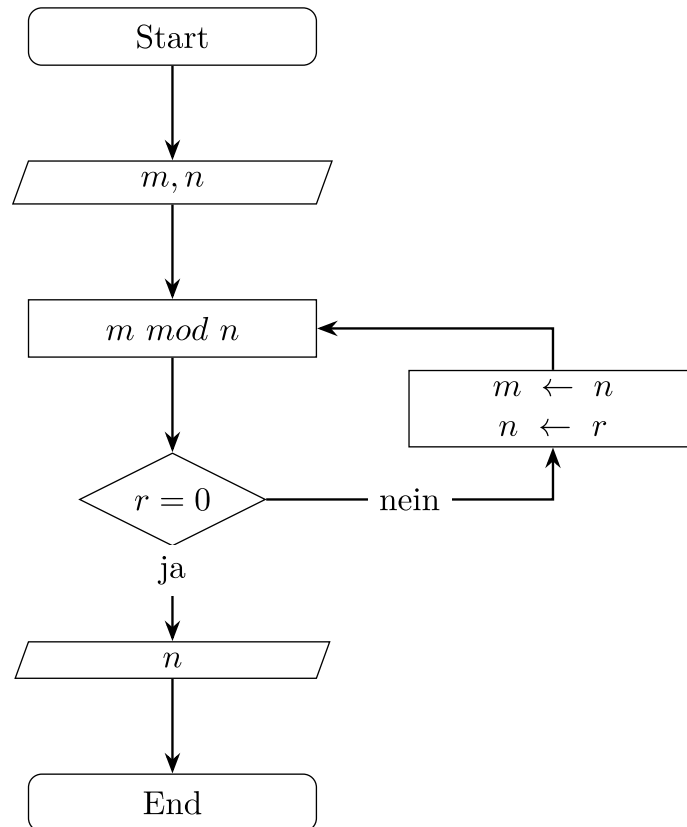 Start
m, n
m mod n
m ← n
n ← r
r = 0
nein
ja
n
End